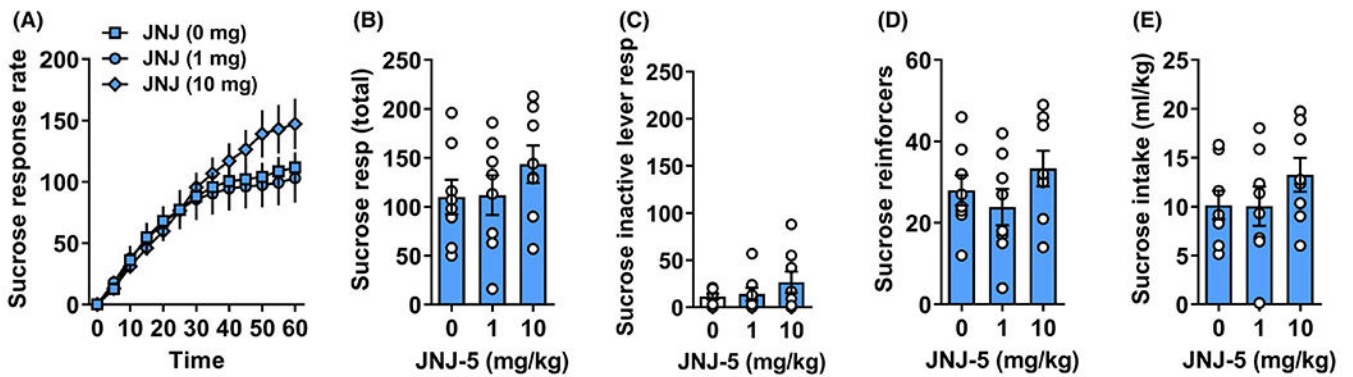 (A)
JNJ (0 mg)
JNJ (1 mg)
JNJ (10 mg)
Sucrose response rate
200
150
100
50
0
0 10 20 30 40 50 60
Time
(B)
Sucrose resp (total)
250
200
150
100
50
0
0 1 10
JNJ-5 (mg/kg)
(C)
Sucrose inactive lever resp
250
200
150
100
50
0
0 1 10
JNJ-5 (mg/kg)
(D)
Sucrose reinforcers
60
40
20
0
0 1 10
JNJ-5 (mg/kg)
(E)
Sucrose intake (ml/kg)
25
20
15
10
5
0
0 1 10
JNJ-5 (mg/kg)